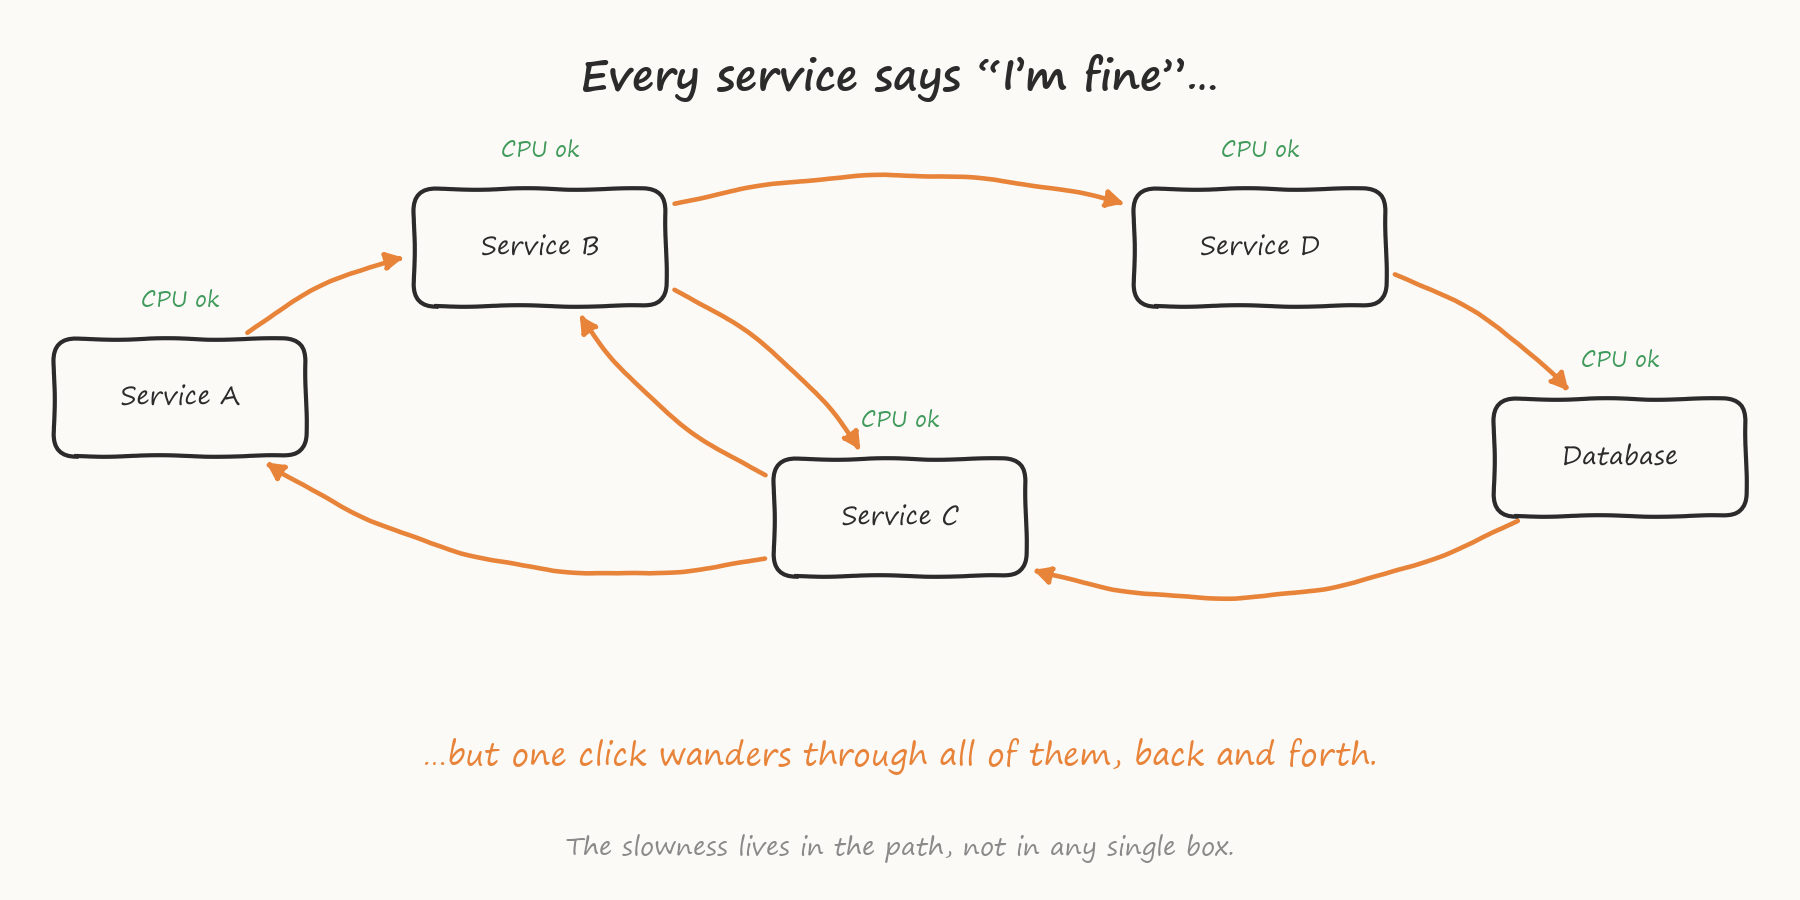 Every service says “I’m fine”...
CPU ok
Service B
CPU ok
Service D
CPU ok
Service A
CPU ok
Service C
CPU ok
Database
...but one click wanders through all of them, back and forth.
The slowness lives in the path, not in any single box.